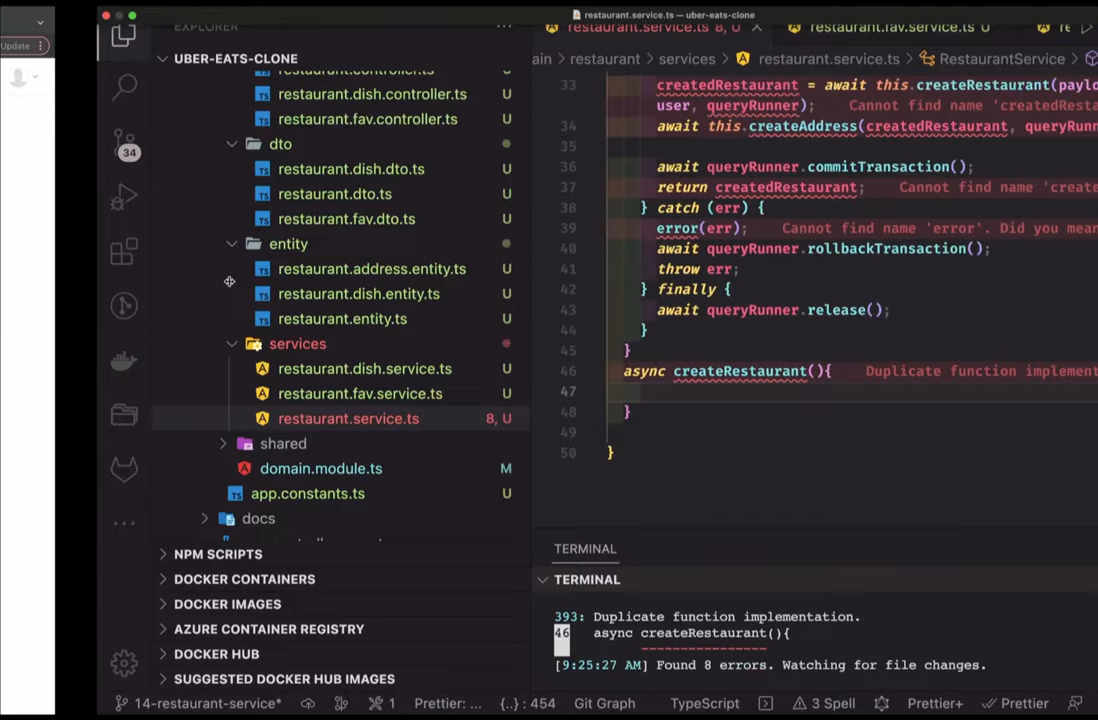 Update
restaurant.service.ts — uber-eats-clone
EXPLORER
restaurant.service.ts 8, U
restaurant.fav.service.ts U
UBER-EATS-CLONE
ain > restaurant > services > restaurant.service.ts > RestaurantService >
restaurant.controller.ts
restaurant.dish.controller.ts U
restaurant.fav.controller.ts U
dto
restaurant.dish.dto.ts U
restaurant.dto.ts U
restaurant.fav.dto.ts U
entity
restaurant.address.entity.ts U
restaurant.dish.entity.ts U
restaurant.entity.ts U
services
restaurant.dish.service.ts U
restaurant.fav.service.ts U
restaurant.service.ts 8, U
shared
domain.module.ts M
app.constants.ts U
docs
34
NPM SCRIPTS
DOCKER CONTAINERS
DOCKER IMAGES
AZURE CONTAINER REGISTRY
DOCKER HUB
SUGGESTED DOCKER HUB IMAGES
33 createdRestaurant = await this.createRestaurant(paylo
user, queryRunner); Cannot find name 'createdResta
34 await this.createAddress(createdRestaurant, queryRunn
35
36 await queryRunner.commitTransaction();
37 return createdRestaurant; Cannot find name 'create
38 } catch (err) {
39 error(err); Cannot find name 'error'. Did you mean
40 await queryRunner.rollbackTransaction();
41 throw err;
42 } finally {
43 await queryRunner.release();
44 }
45 }
46 async createRestaurant(){ Duplicate function implement
47
48 }
49
50 }
TERMINAL
TERMINAL
393: Duplicate function implementation.
46 async createRestaurant(){
[9:25:27 AM] Found 8 errors. Watching for file changes.
14-restaurant-service* 1 Prettier: ... {..} : 454 Git Graph TypeScript 3 Spell Prettier+ Prettier